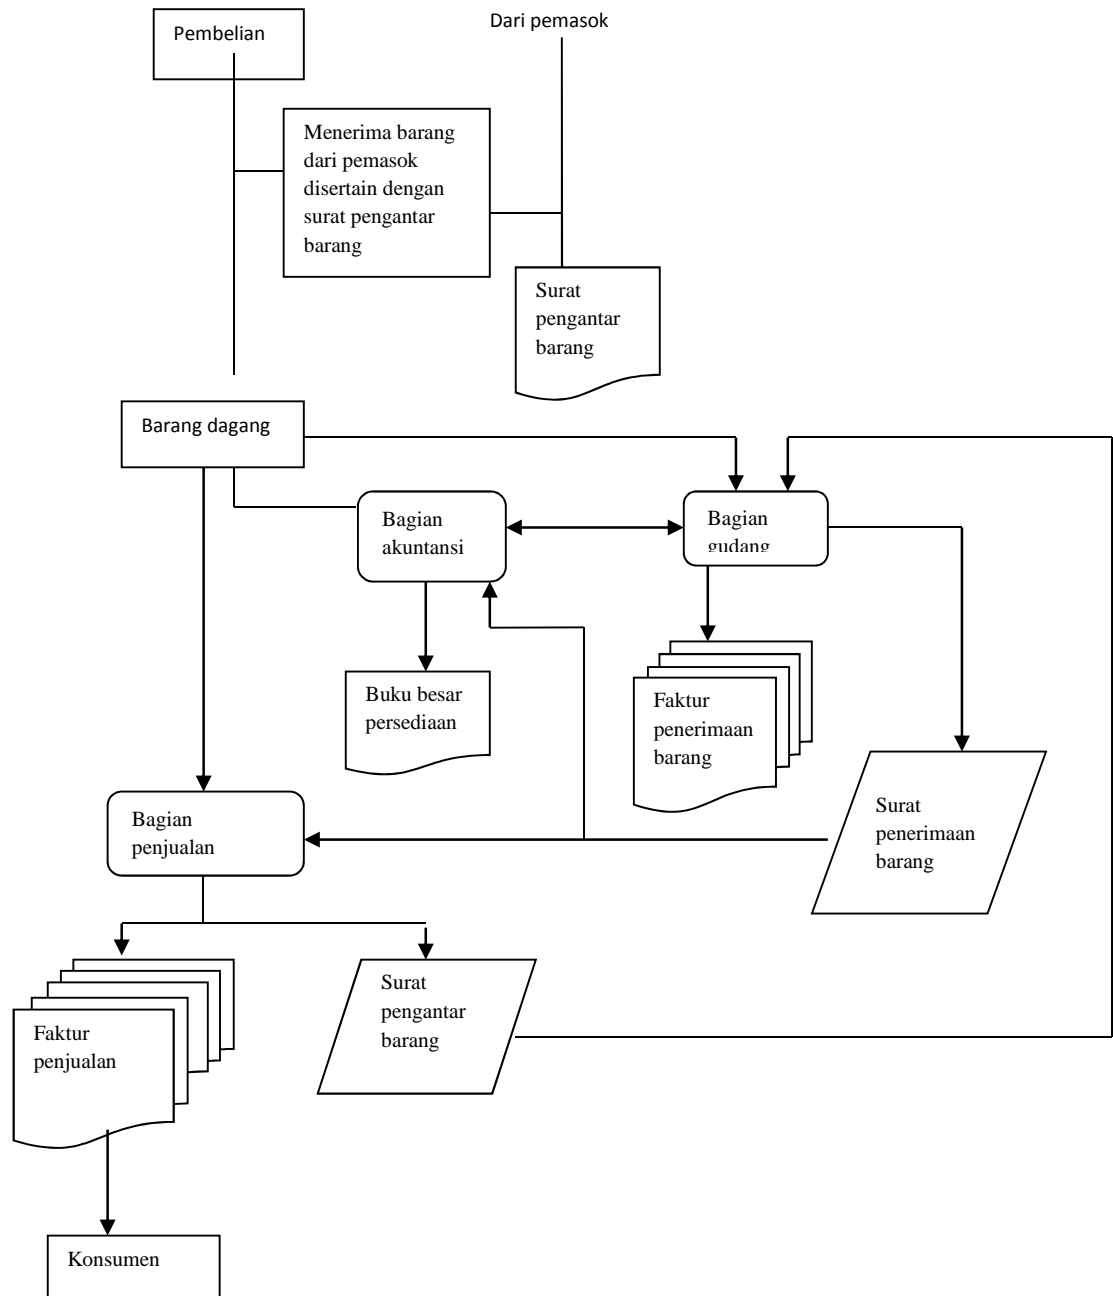 Pembelian
Dari pemasok
Menerima barang
dari pemasok
disertain dengan
surat pengantar
barang
Surat
pengantar
barang
Barang dagang
Bagian
akuntansi
Bagian
gudang
Buku besar
persediaan
Faktur
penerimaan
barang
Surat
penerimaan
barang
Bagian
penjualan
Faktur
penjualan
Surat
pengantar
barang
Konsumen